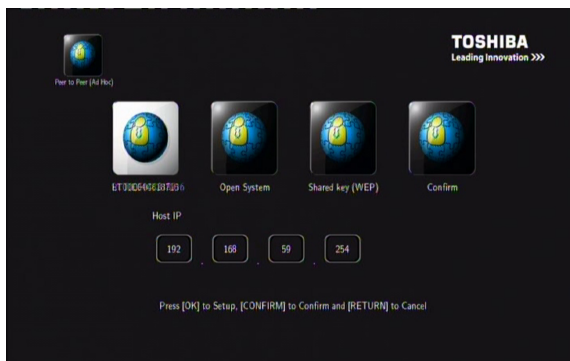 TOSHIBA
Leading Innovation >>>
Peer to Peer (Ad Hoc)
Open System
Shared key (WEP)
Confirm
Host IP
192 . 168 . 59 . 254
Press [OK] to Setup, [CONFIRM] to Confirm and [RETURN] to Cancel